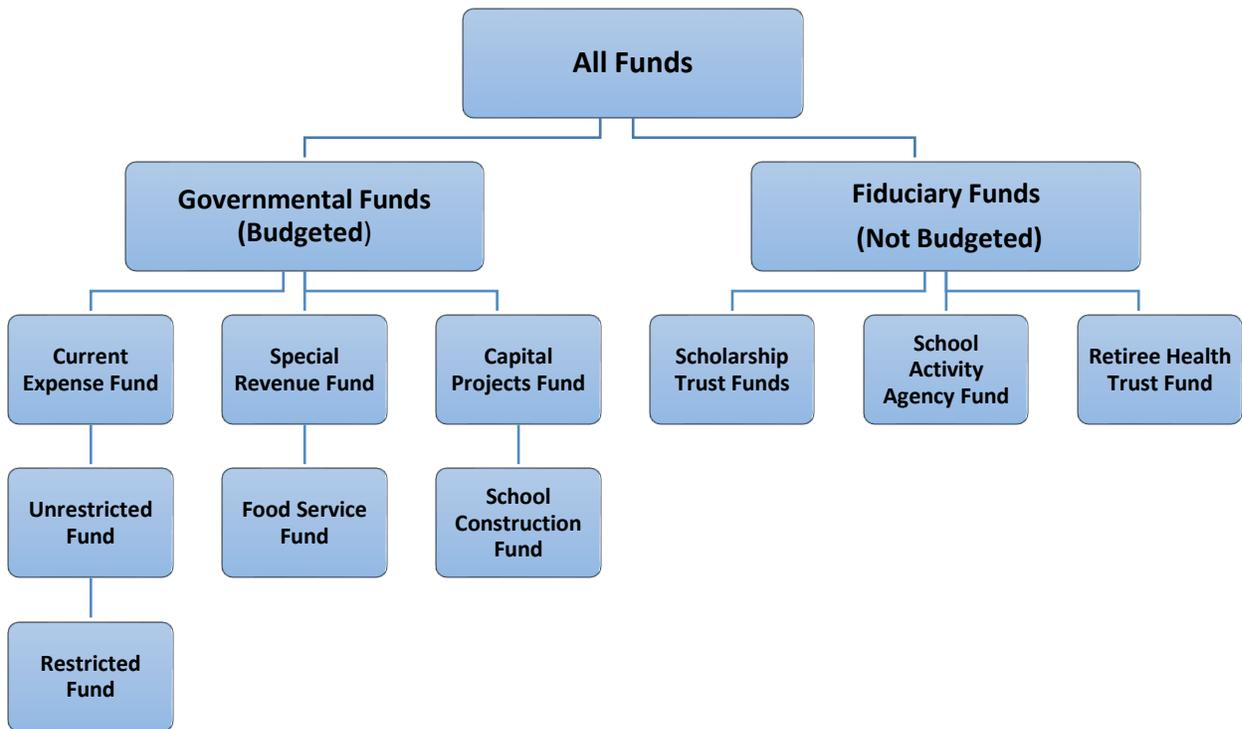 All Funds
Governmental Funds
(Budgeted)
Fiduciary Funds
(Not Budgeted)
Current
Expense Fund
Special
Revenue Fund
Capital
Projects Fund
Scholarship
Trust Funds
School
Activity
Agency Fund
Retiree Health
Trust Fund
Unrestricted
Fund
Food Service
Fund
School
Construction
Fund
Restricted
Fund